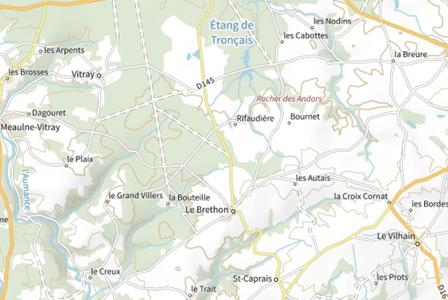 les Nodins
Étang de
Tronçais
les Cabottes
les Arpents
la Breure
les Brosses
Vitray
D145
Rocher des Andars
Dagouret
Rifaudière
Bournet
Meaulne-Vitray
le Plaix
l'Aumance
les Autais
le Grand Villers
la Bouteille
la Croix Cornat
Le Brethon
les Bordes
Le Vilhain
le Creux
St-Caprais
les Prots
le Trait